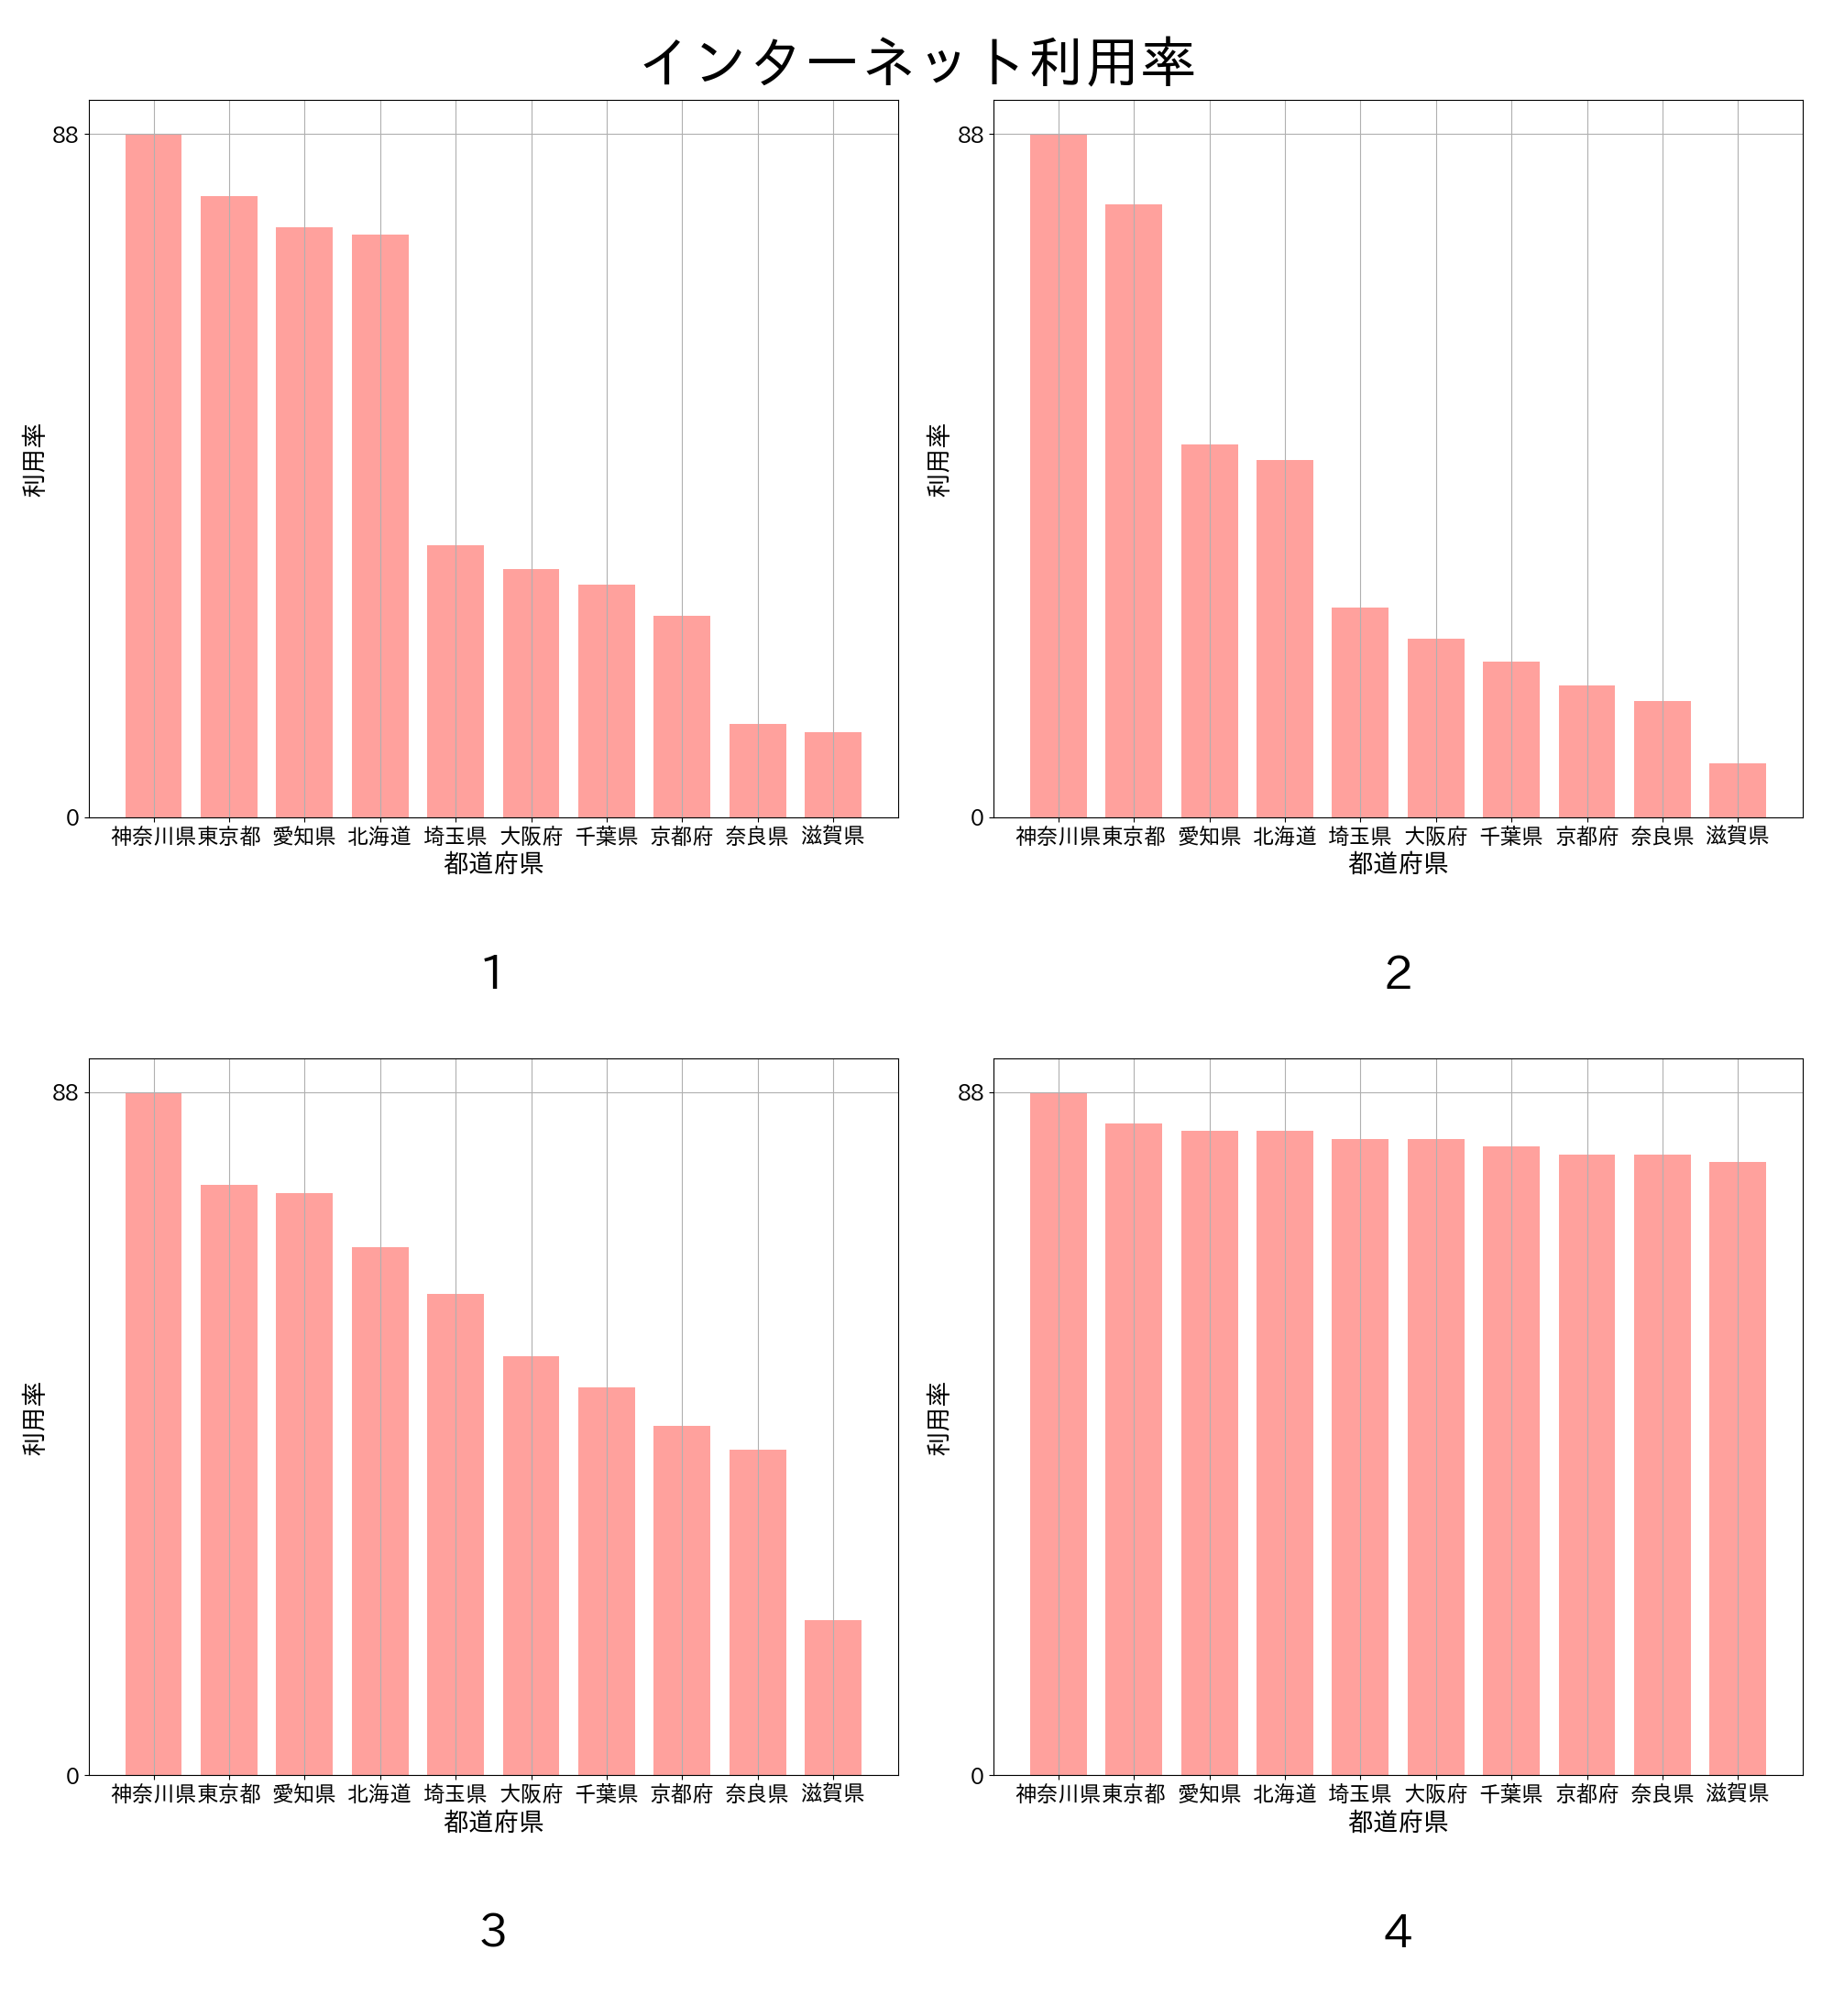 インターネット利用率
88
0
利用率
神奈川県 東京都 愛知県 北海道 埼玉県 大阪府 千葉県 京都府 奈良県 滋賀県
都道府県
1
88
0
利用率
神奈川県 東京都 愛知県 北海道 埼玉県 大阪府 千葉県 京都府 奈良県 滋賀県
都道府県
2
88
0
利用率
神奈川県 東京都 愛知県 北海道 埼玉県 大阪府 千葉県 京都府 奈良県 滋賀県
都道府県
3
88
0
利用率
神奈川県 東京都 愛知県 北海道 埼玉県 大阪府 千葉県 京都府 奈良県 滋賀県
都道府県
4